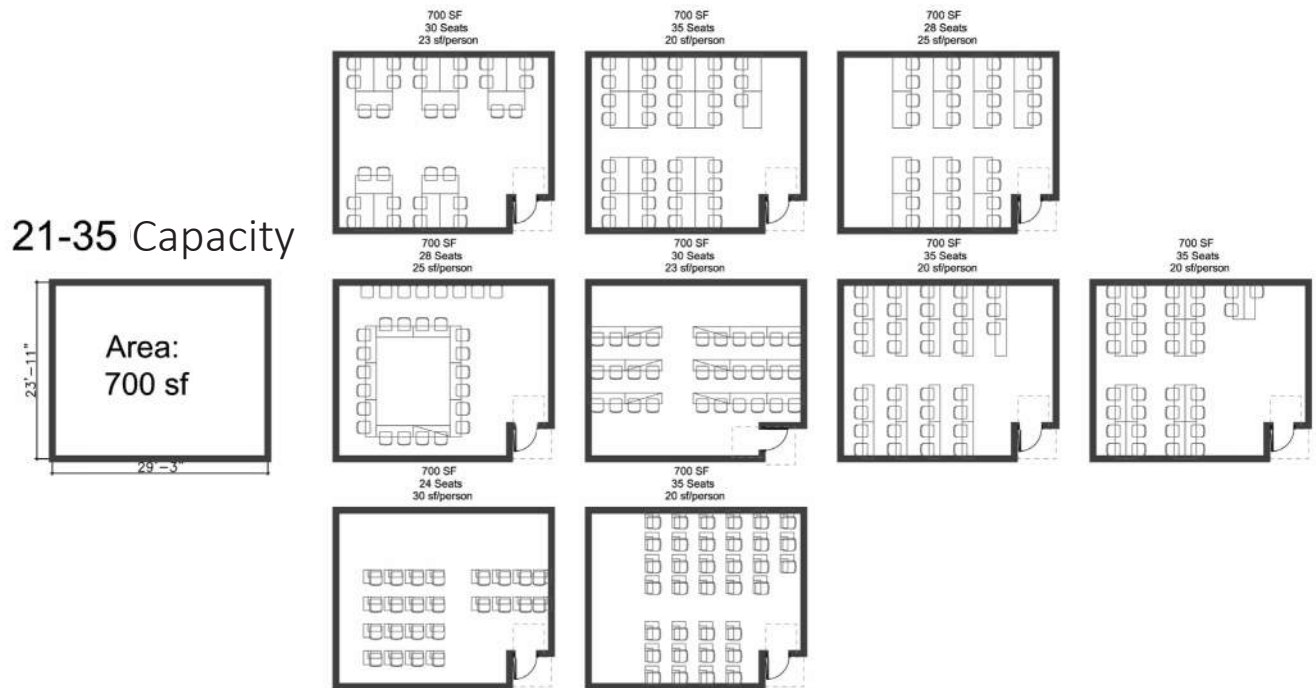 700 SF
30 Seats
23 sf/person
700 SF
35 Seats
20 sf/person
700 SF
28 Seats
25 sf/person
21-35 Capacity
Area:
700 sf
23'-11"
29'-3"
700 SF
28 Seats
25 sf/person
700 SF
30 Seats
23 sf/person
700 SF
35 Seats
20 sf/person
700 SF
35 Seats
20 sf/person
700 SF
24 Seats
30 sf/person
700 SF
35 Seats
20 sf/person